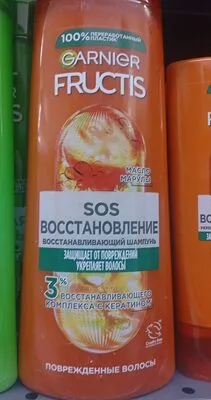 100% ПЕРЕРАБОТАННЫЙ
ПЛАСТИК
GARNIER
FRUCTIS
МАСЛО
МАРУЛЫ
SOS
ВОССТАНОВЛЕНИЕ
ВОССТАНАВЛИВАЮЩИЙ ШАМПУНЬ
ЗАЩИЩАЕТ ОТ ПОВРЕЖДЕНИЙ
УКРЕПЛЯЕТ ВОЛОСЫ
3% ВОССТАНАВЛИВАЮЩЕГО
КОМПЛЕКСА С КЕРАТИНОМ
ПОВРЕЖДЕННЫЕ ВОЛОСЫ